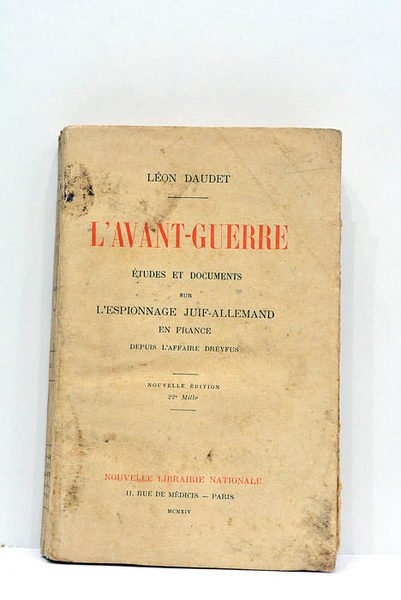 LÉON DAUDET
L'AVANT-GUERRE
ÉTUDES ET DOCUMENTS
SUR
L'ESPIONNAGE JUIF-ALLEMAND
EN FRANCE
DEPUIS L'AFFAIRE DREYFUS
NOUVELLE ÉDITION
22e Mille
NOUVELLE LIBRAIRIE NATIONALE
11, RUE DE MÉDICIS — PARIS
MCMXIV